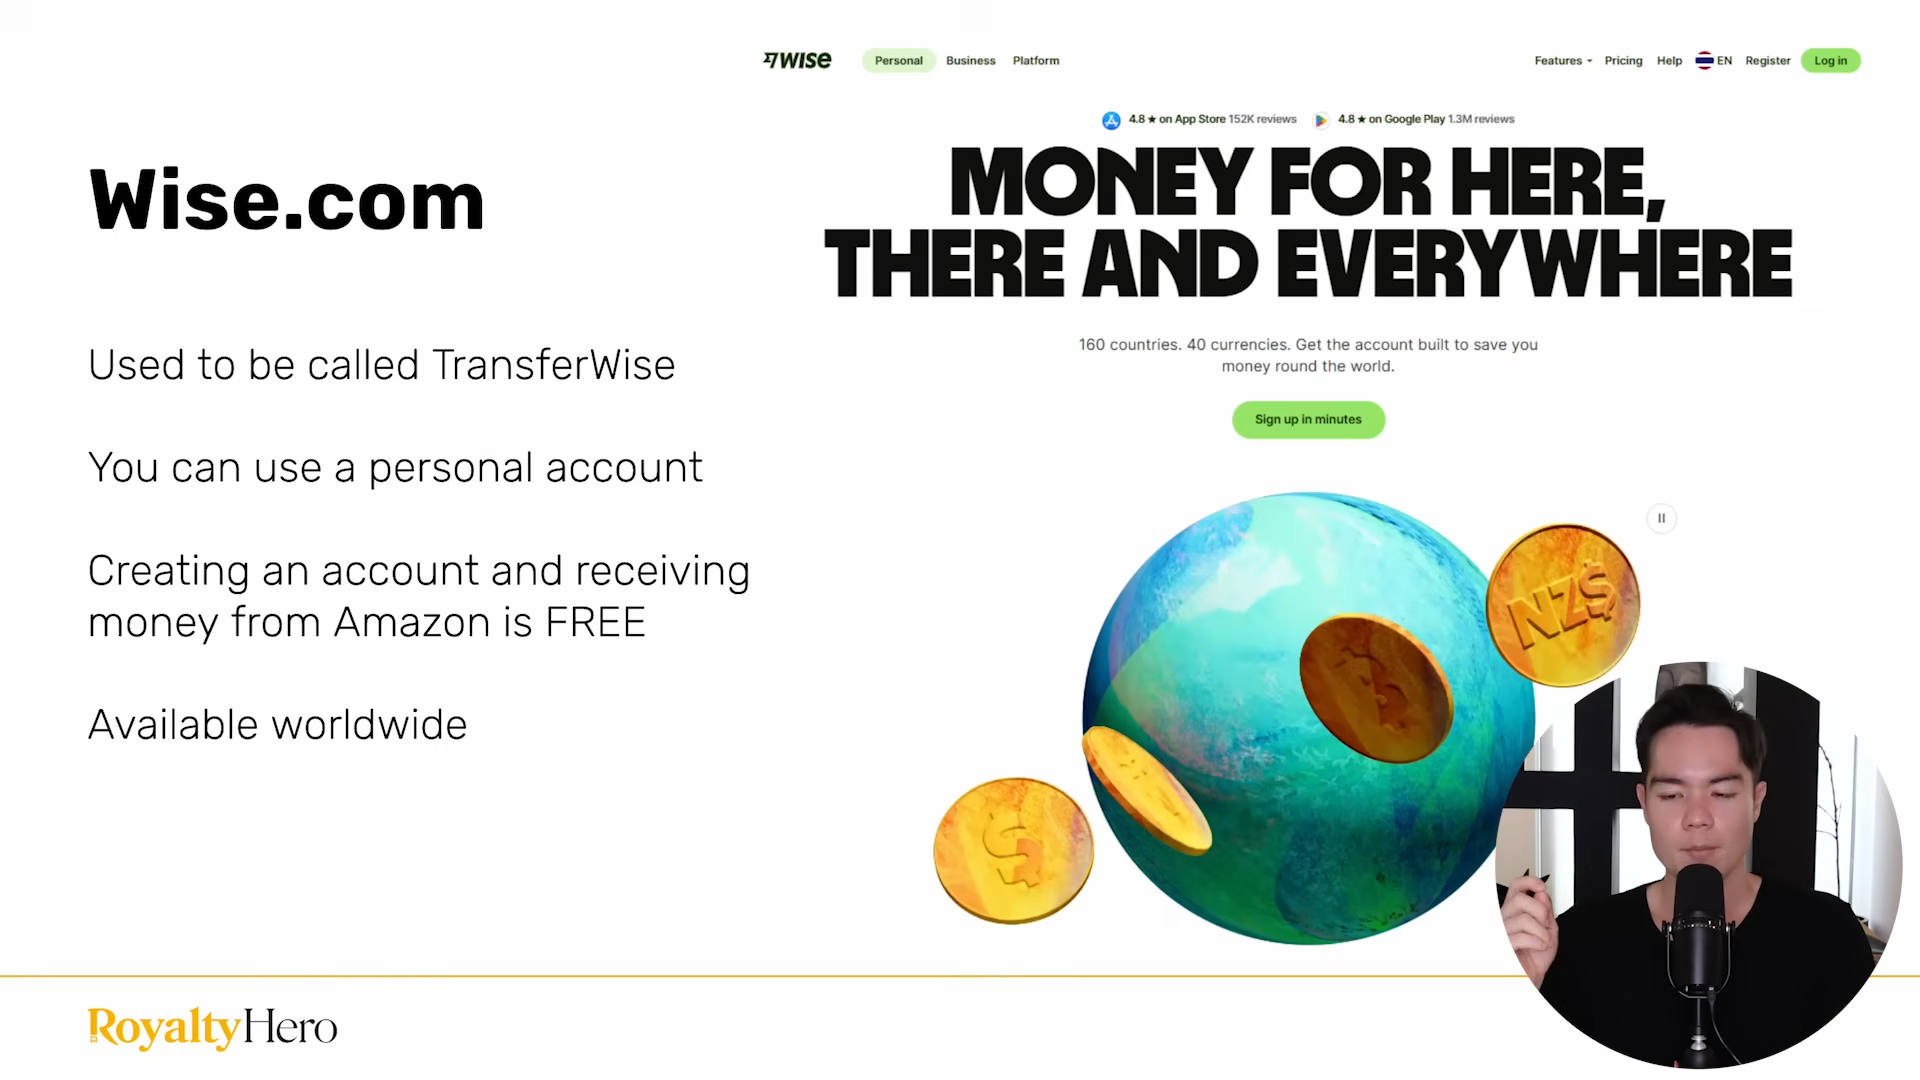 WISE
Personal
Business
Platform
Features
Pricing
Help
EN
Register
Log in
4.8 ★ on App Store 152K reviews
4.8 ★ on Google Play 1.3M reviews
MONEY FOR HERE,
THERE AND EVERYWHERE
160 countries. 40 currencies. Get the account built to save you
money round the world.
Sign up in minutes
Wise.com
Used to be called TransferWise
You can use a personal account
Creating an account and receiving
money from Amazon is FREE
Available worldwide
NZ$
$
RoyaltyHero